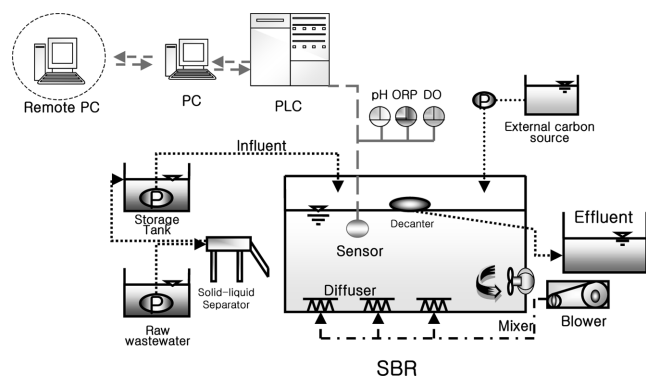 Remote PC
PC
PLC
pH ORP DO
P
External carbon
source
Influent
P
Storage
Tank
Decanter
Effluent
Sensor
Solid-liquid
Separator
P
Raw
wastewater
Diffuser
Mixer
Blower
SBR